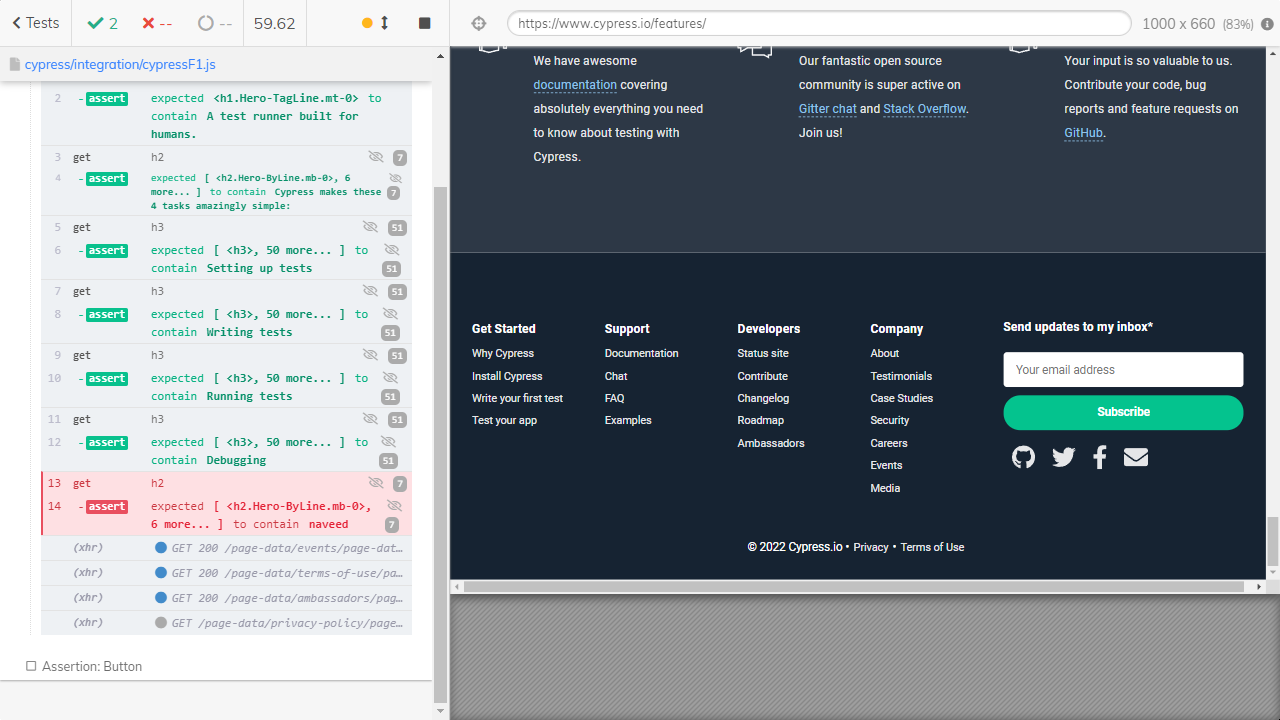 Tests
2
--
--
59.62
https://www.cypress.io/features/
1000 x 660 (83%)
cypress/integration/cypressF1.js
2 -assert expected <h1.Hero-TagLine.mt-0> to
contain A test runner built for
humans.
3 get h2 7
4 -assert expected [ <h2.Hero-ByLine.mb-0>, 6
more... ] to contain Cypress makes these 7
4 tasks amazingly simple:
5 get h3 51
6 -assert expected [ <h3>, 50 more... ] to
contain Setting up tests 51
7 get h3 51
8 -assert expected [ <h3>, 50 more... ] to
contain Writing tests 51
9 get h3 51
10 -assert expected [ <h3>, 50 more... ] to
contain Running tests 51
11 get h3 51
12 -assert expected [ <h3>, 50 more... ] to
contain Debugging 51
13 get h2 7
14 -assert expected [ <h2.Hero-ByLine.mb-0>,
6 more... ] to contain naveed 7
(xhr) GET 200 /page-data/events/page-dat…
(xhr) GET 200 /page-data/terms-of-use/pa…
(xhr) GET 200 /page-data/ambassadors/pag…
(xhr) GET /page-data/privacy-policy/page…
Assertion: Button
We have awesome
documentation covering
absolutely everything you need
to know about testing with
Cypress.
Our fantastic open source
community is super active on
Gitter chat and Stack Overflow.
Join us!
Your input is so valuable to us.
Contribute your code, bug
reports and feature requests on
GitHub.
Get Started
Why Cypress
Install Cypress
Write your first test
Test your app
Support
Documentation
Chat
FAQ
Examples
Developers
Status site
Contribute
Changelog
Roadmap
Ambassadors
Company
About
Testimonials
Case Studies
Security
Careers
Events
Media
Send updates to my inbox*
Your email address
Subscribe
© 2022 Cypress.io • Privacy • Terms of Use